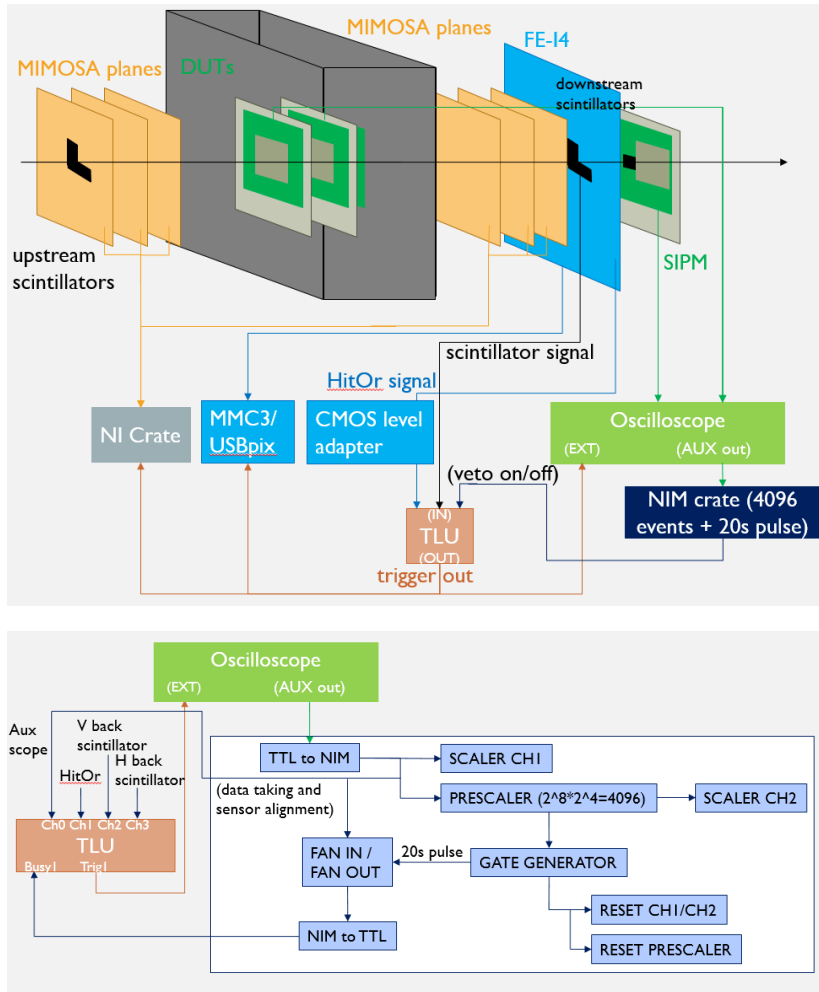 MIMOSA planes
FE-I4
MIMOSA planes
DUTs
downstream
scintillators
upstream
scintillators
SIPM
scintillator signal
HitOr signal
NI Crate
MMC3/
USBpix
CMOS level
adapter
Oscilloscope
(EXT)
(AUX out)
(veto on/off)
NIM crate (4096
events + 20s pulse)
(IN)
TLU
(OUT)
trigger out
Oscilloscope
(EXT)
(AUX out)
Aux
scope
V back
scintillator
HitOr
H back
scintillator
TTL to NIM
SCALER CH1
(data taking and
sensor alignment)
PRESCALER (2^8*2^4=4096)
SCALER CH2
Ch0 Ch1 Ch2 Ch3
TLU
Busy1
Trig1
FAN IN /
FAN OUT
20s pulse
GATE GENERATOR
RESET CH1/CH2
NIM to TTL
RESET PRESCALER